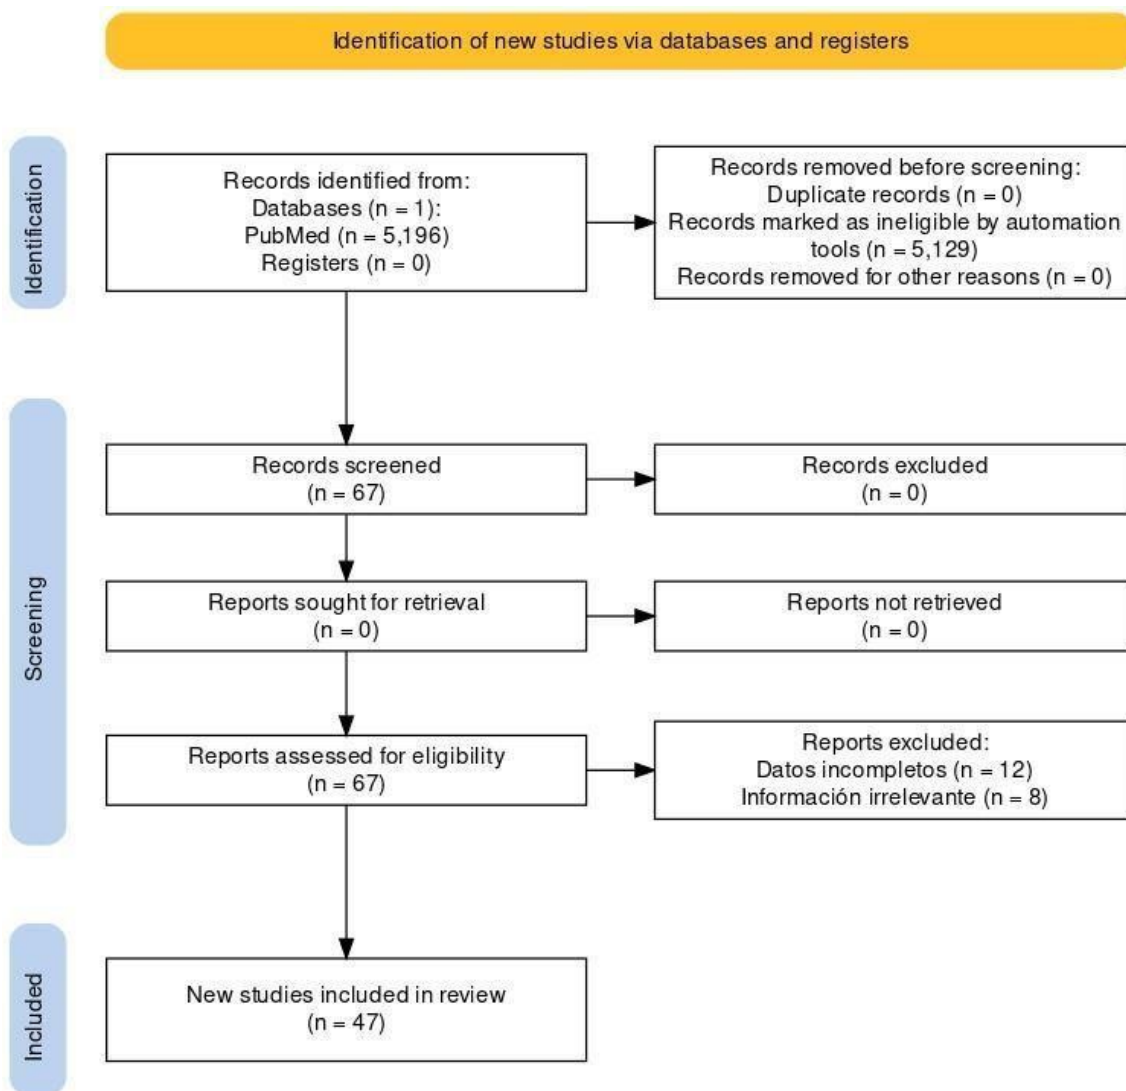 Identification of new studies via databases and registers
Identification
Records identified from:
Databases (n = 1):
PubMed (n = 5,196)
Registers (n = 0)
Records removed before screening:
Duplicate records (n = 0)
Records marked as ineligible by automation
tools (n = 5,129)
Records removed for other reasons (n = 0)
Screening
Records screened
(n = 67)
Records excluded
(n = 0)
Reports sought for retrieval
(n = 0)
Reports not retrieved
(n = 0)
Reports assessed for eligibility
(n = 67)
Reports excluded:
Datos incompletos (n = 12)
Información irrelevante (n = 8)
Included
New studies included in review
(n = 47)